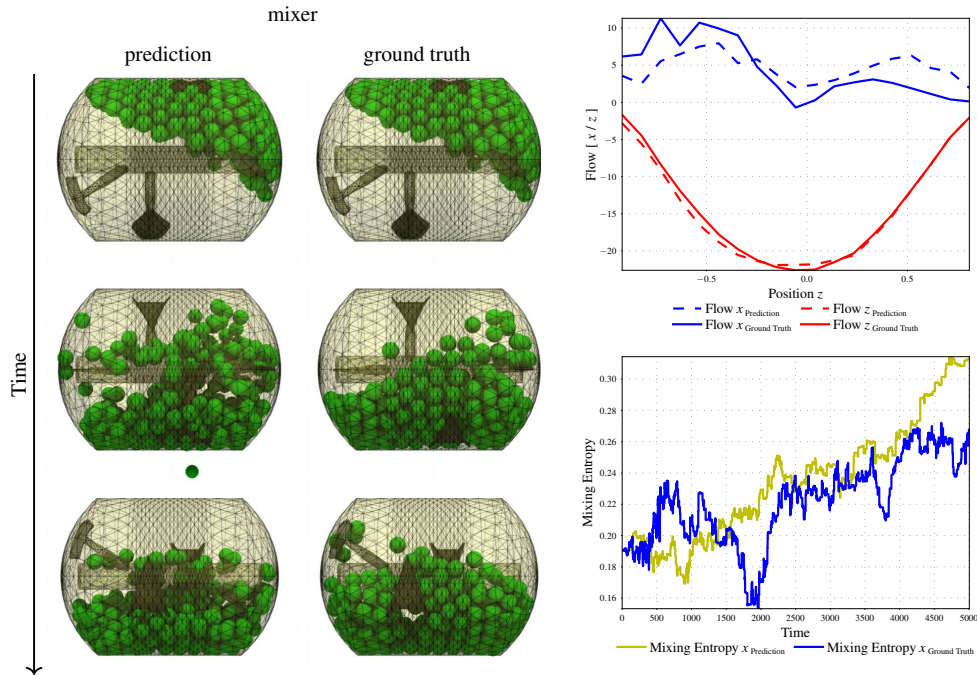 mixer
prediction
ground truth
Time
10
5
0
−5
−10
−15
−20
Flow [ x / z ]
−0.5
0.0
0.5
Position z
Flow x Prediction
Flow z Prediction
Flow x Ground Truth
Flow z Ground Truth
0.30
0.28
0.26
0.24
0.22
0.20
0.18
0.16
Mixing Entropy
0 500 1000 1500 2000 2500 3000 3500 4000 4500 5000
Time
Mixing Entropy x Prediction
Mixing Entropy x Ground Truth